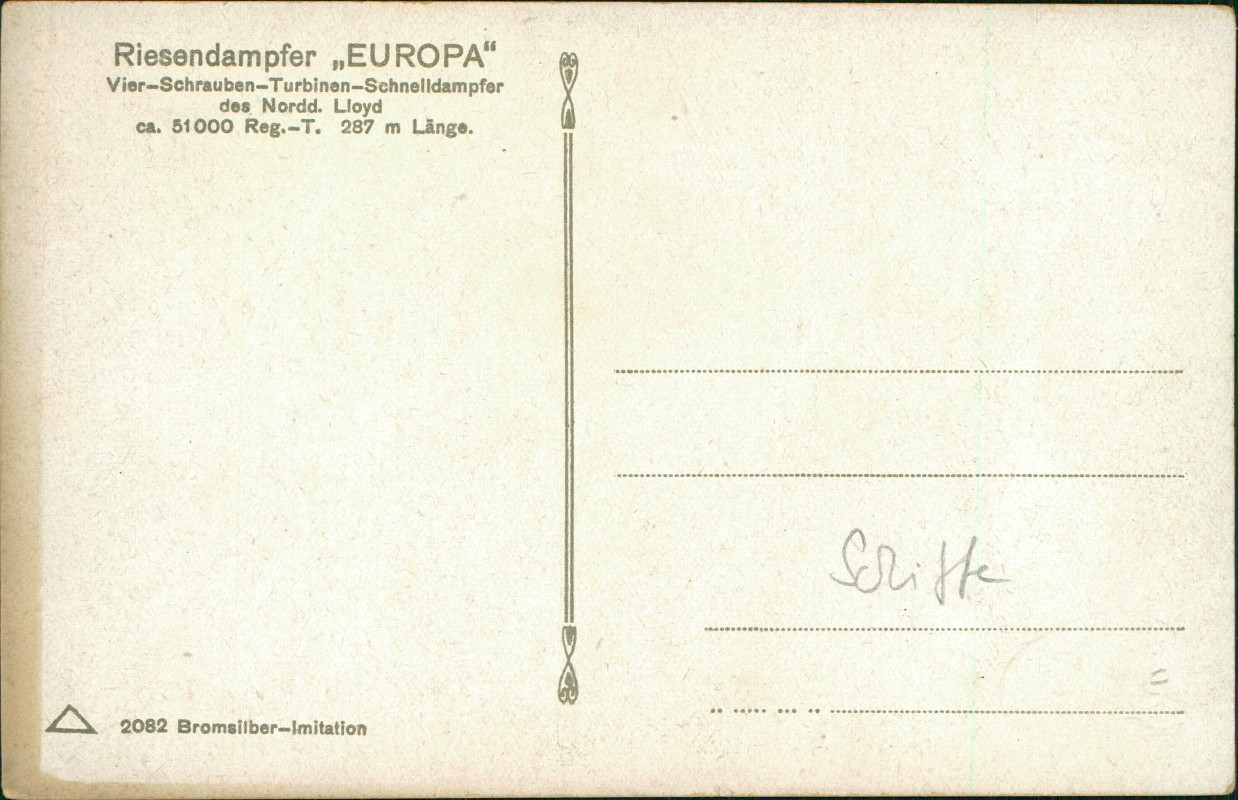 Riesendampfer „EUROPA“
Vier-Schrauben-Turbinen-Schnelldampfer
des Nordd. Lloyd
ca. 51000 Reg.-T. 287 m Länge.
Schiffe
2082 Bromsilber-Imitation